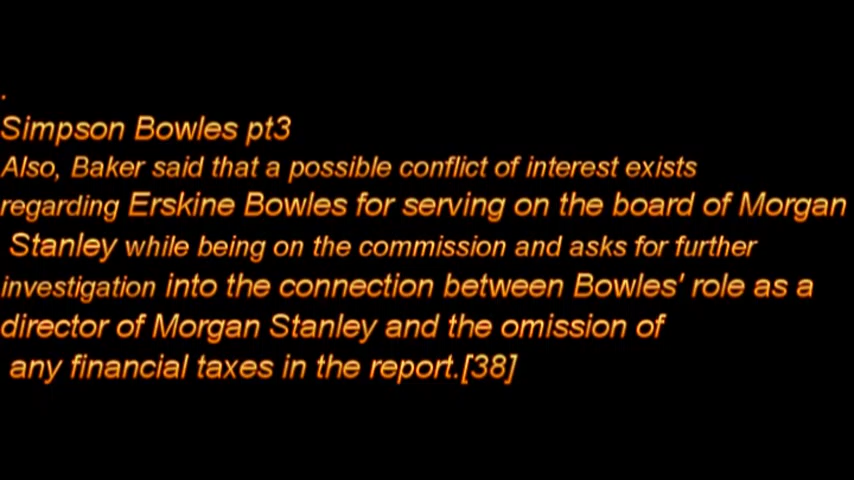 .
Simpson Bowles pt3
Also, Baker said that a possible conflict of interest exists
regarding Erskine Bowles for serving on the board of Morgan
Stanley while being on the commission and asks for further
investigation into the connection between Bowles' role as a
director of Morgan Stanley and the omission of
any financial taxes in the report.[38]